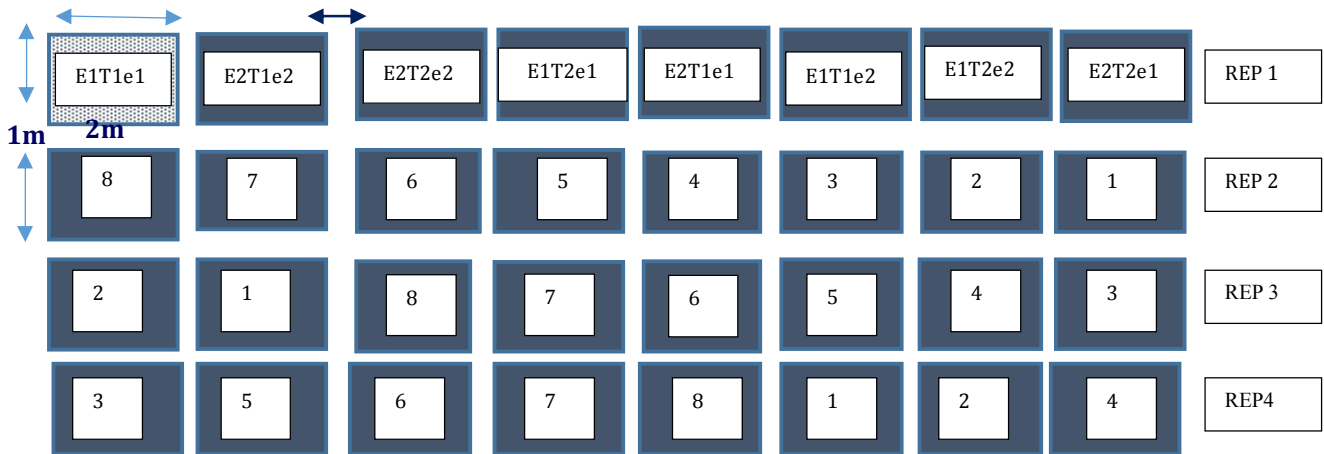 E1T1e1 E2T1e2 E2T2e2 E1T2e1 E2T1e1 E1T1e2 E1T2e2 E2T2e1 REP 1
1m 2m
8 7 6 5 4 3 2 1 REP 2
2 1 8 7 6 5 4 3 REP 3
3 5 6 7 8 1 2 4 REP4